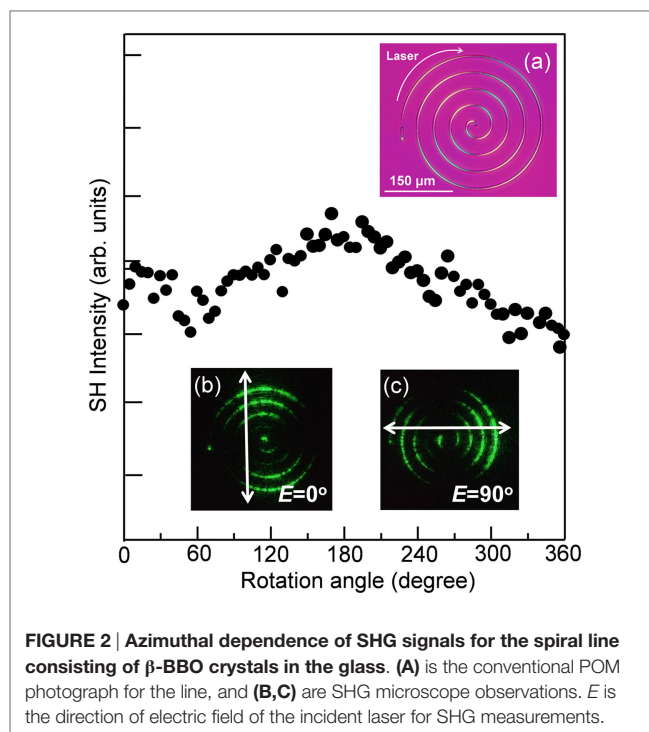 SH Intensity (arb. units)
Laser
(a)
150 μm
(b)
E=0°
(c)
E=90°
0 60 120 180 240 300 360
Rotation angle (degree)
FIGURE 2 | Azimuthal dependence of SHG signals for the spiral line
consisting of β-BBO crystals in the glass. (A) is the conventional POM
photograph for the line, and (B,C) are SHG microscope observations. E is
the direction of electric field of the incident laser for SHG measurements.